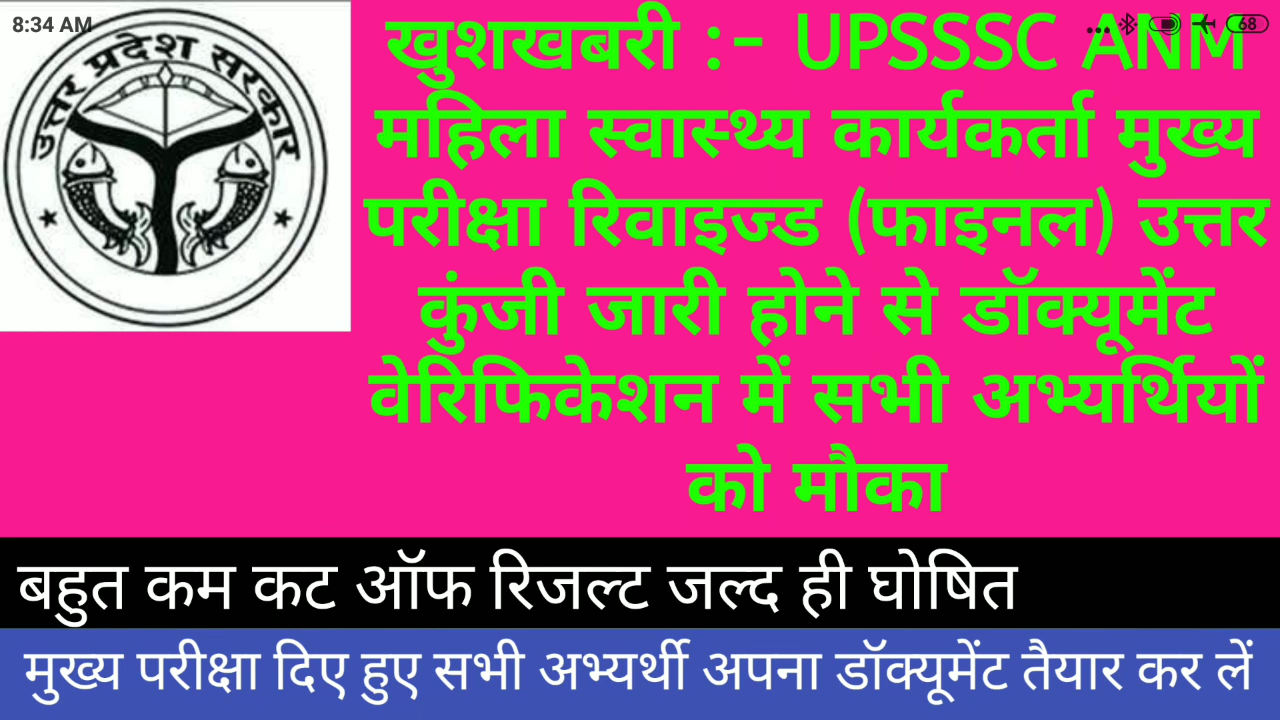 8:34 AM
68
उत्तर प्रदेश सरकार
खुशखबरी :- UPSSSC ANM
महिला स्वास्थ्य कार्यकर्ता मुख्य
परीक्षा रिवाइज्ड (फाइनल) उत्तर
कुंजी जारी होने से डॉक्यूमेंट
वेरिफिकेशन में सभी अभ्यर्थियों
को मौका
बहुत कम कट ऑफ रिजल्ट जल्द ही घोषित
मुख्य परीक्षा दिए हुए सभी अभ्यर्थी अपना डॉक्यूमेंट तैयार कर लें